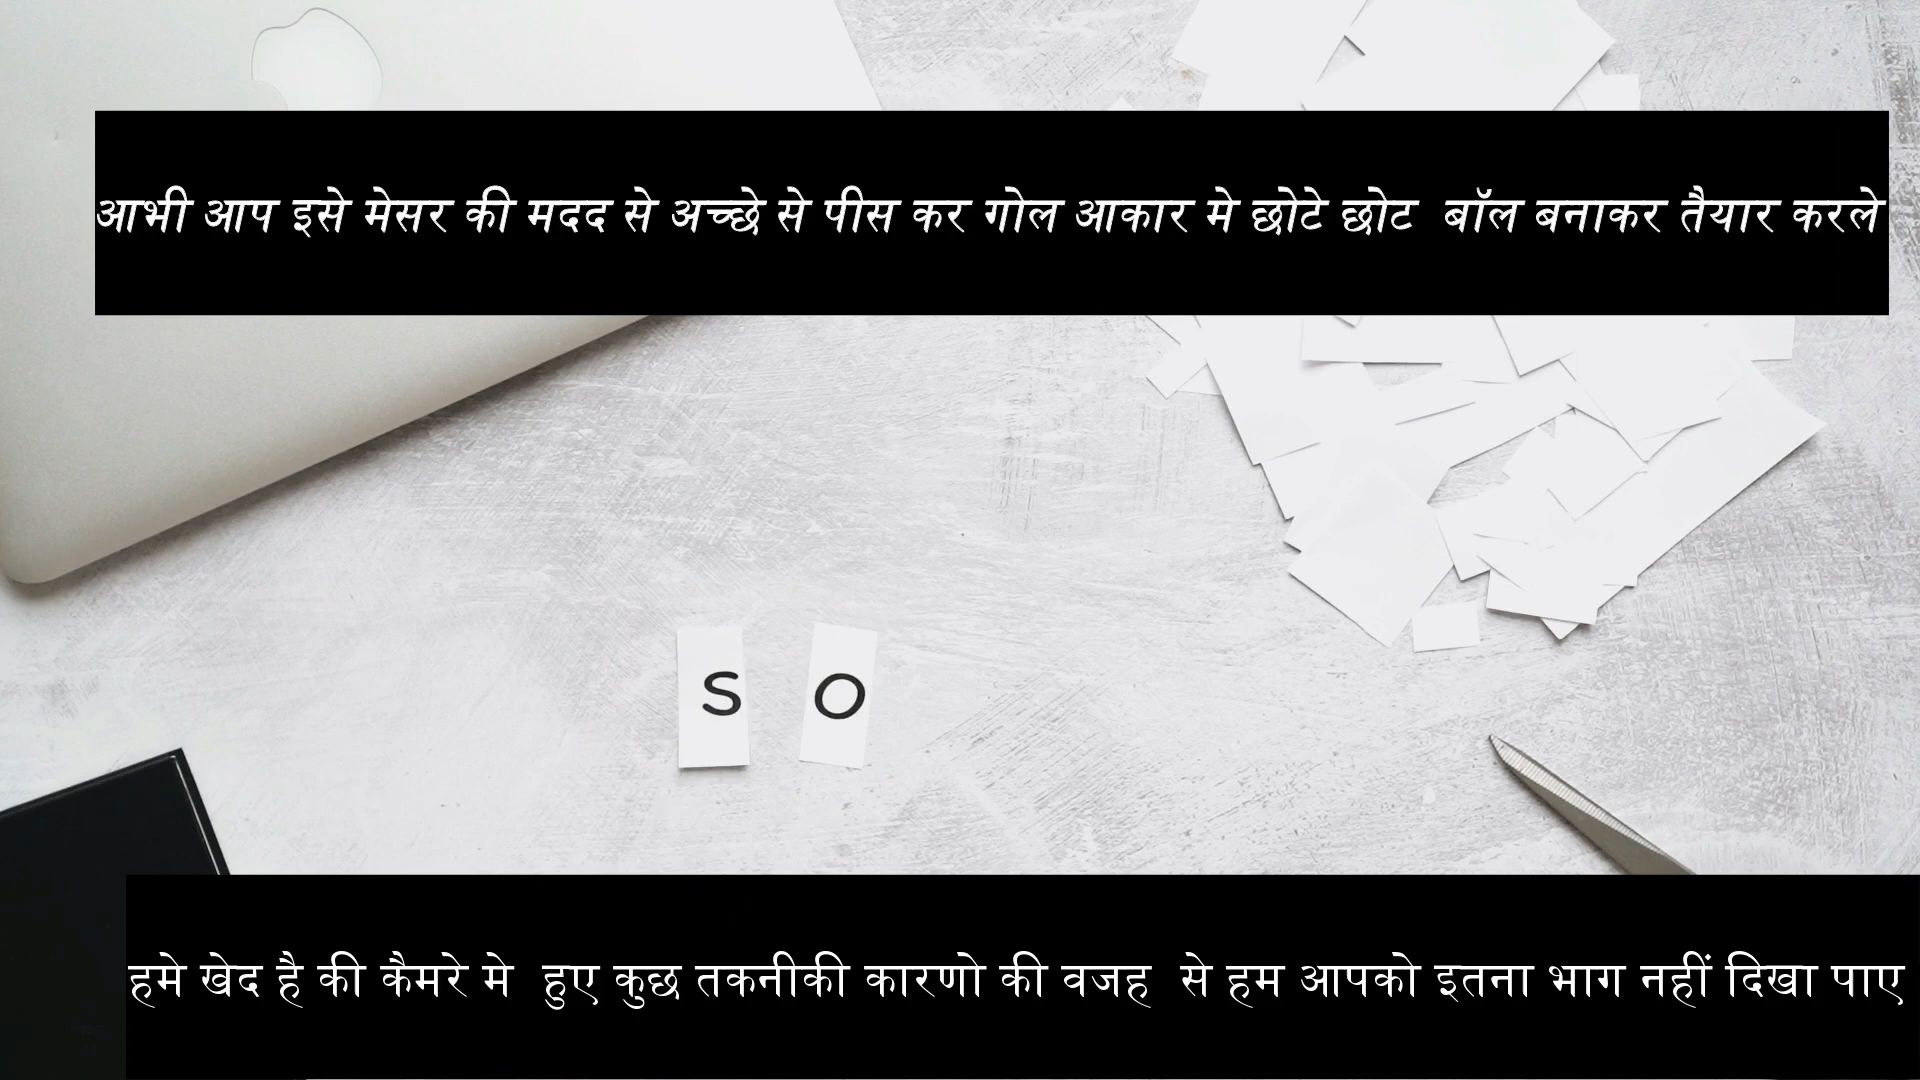 आभी आप इसे मेसर की मदद से अच्छे से पीस कर गोल आकार मे छोटे छोट बॉल बनाकर तैयार करले
S O
हमे खेद है की कैमरे मे हुए कुछ तकनीकी कारणो की वजह से हम आपको इतना भाग नहीं दिखा पाए